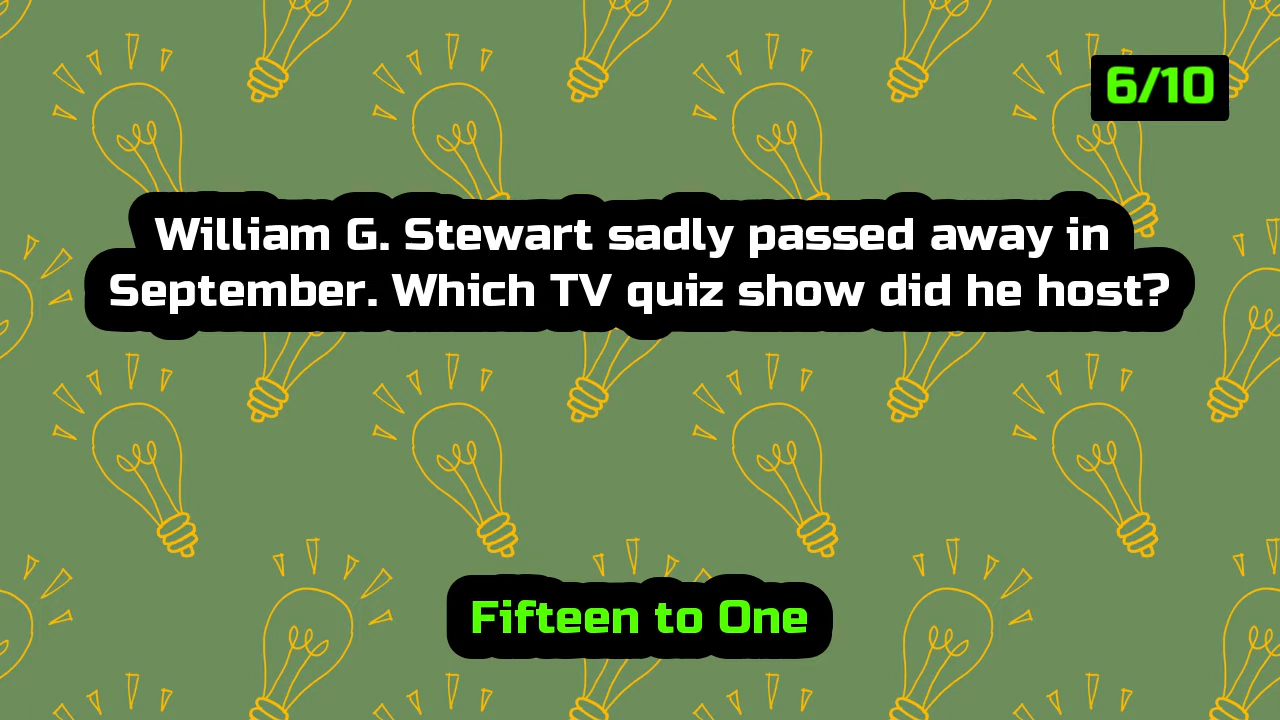 6/10
William G. Stewart sadly passed away in
September. Which TV quiz show did he host?
Fifteen to One